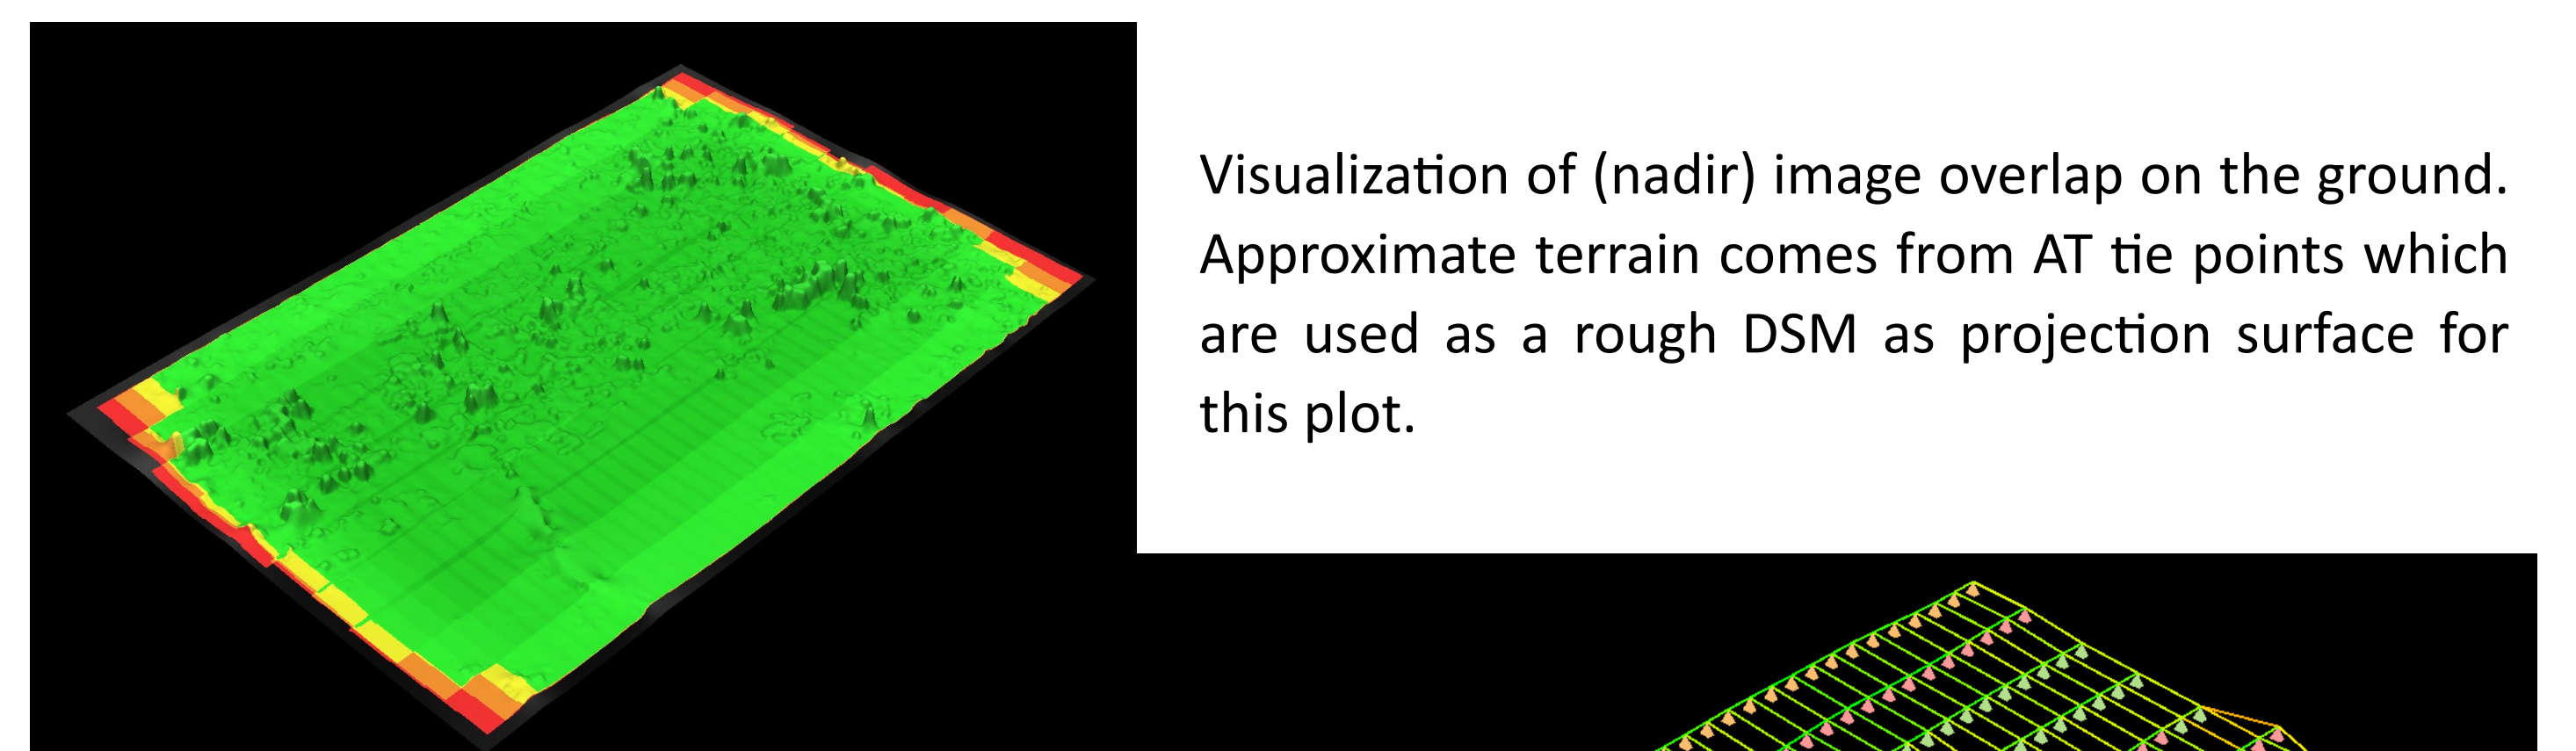 Visualization of (nadir) image overlap on the ground.
Approximate terrain comes from AT tie points which
are used as a rough DSM as projection surface for
this plot.